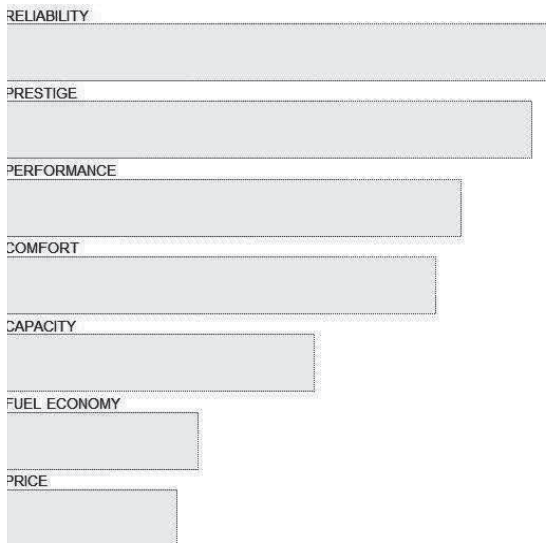 RELIABILITY
PRESTIGE
PERFORMANCE
COMFORT
CAPACITY
FUEL ECONOMY
PRICE